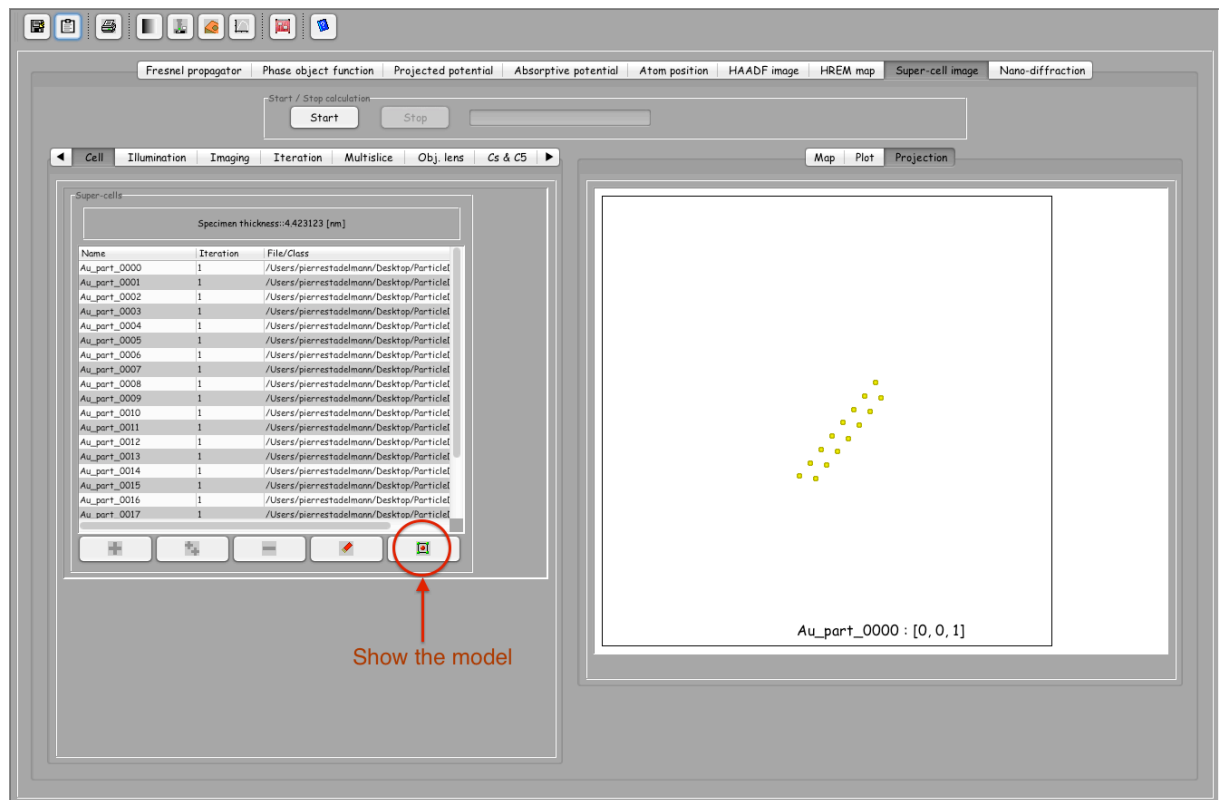 Fresnel propagator Phase object function Projected potential Absorptive potential Atom position HAADF image HREM map Super-cell image Nano-diffraction
Start / Stop calculation
Start Stop
Cell Illumination Imaging Iteration Multislice Obj. lens Cs & C5
Map Plot Projection
Super-cells
Specimen thickness::4.423123 [nm]
Name Iteration File/Class
Au_part_0000 1 /Users/pierrestadelmann/Desktop/Particle
Au_part_0001 1 /Users/pierrestadelmann/Desktop/Particle
Au_part_0002 1 /Users/pierrestadelmann/Desktop/Particle
Au_part_0003 1 /Users/pierrestadelmann/Desktop/Particle
Au_part_0004 1 /Users/pierrestadelmann/Desktop/Particle
Au_part_0005 1 /Users/pierrestadelmann/Desktop/Particle
Au_part_0006 1 /Users/pierrestadelmann/Desktop/Particle
Au_part_0007 1 /Users/pierrestadelmann/Desktop/Particle
Au_part_0008 1 /Users/pierrestadelmann/Desktop/Particle
Au_part_0009 1 /Users/pierrestadelmann/Desktop/Particle
Au_part_0010 1 /Users/pierrestadelmann/Desktop/Particle
Au_part_0011 1 /Users/pierrestadelmann/Desktop/Particle
Au_part_0012 1 /Users/pierrestadelmann/Desktop/Particle
Au_part_0013 1 /Users/pierrestadelmann/Desktop/Particle
Au_part_0014 1 /Users/pierrestadelmann/Desktop/Particle
Au_part_0015 1 /Users/pierrestadelmann/Desktop/Particle
Au_part_0016 1 /Users/pierrestadelmann/Desktop/Particle
Au_part_0017 1 /Users/pierrestadelmann/Desktop/Particle
Au_part_0000 : [0, 0, 1]
Show the model